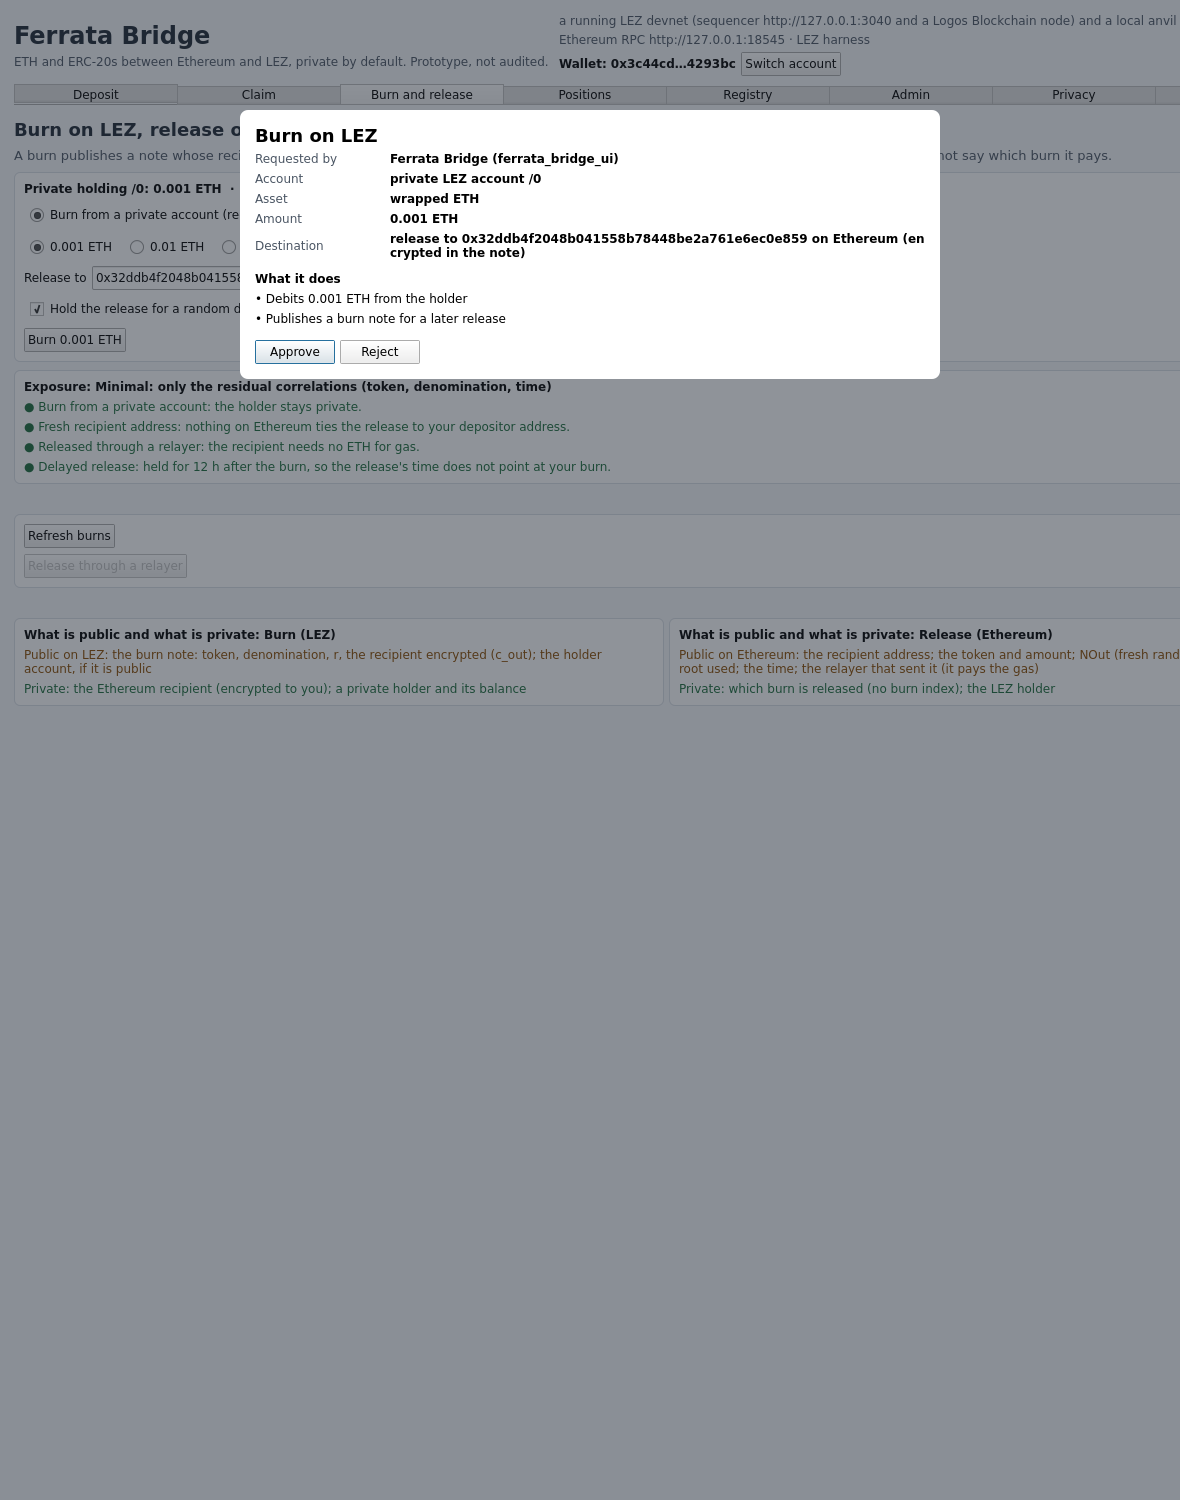 Ferrata Bridge
ETH and ERC-20s between Ethereum and LEZ, private by default. Prototype, not audited.
a running LEZ devnet (sequencer http://127.0.0.1:3040 and a Logos Blockchain node) and a local anvil
Ethereum RPC http://127.0.0.1:18545 · LEZ harness
Wallet: 0x3c44cd…4293bc Switch account
Deposit Claim Burn and release Positions Registry Admin Privacy
Burn on LEZ, release o
A burn publishes a note whose reci
not say which burn it pays.
Private holding /0: 0.001 ETH ·
Burn from a private account (re
0.001 ETH 0.01 ETH
Release to 0x32ddb4f2048b041558
Hold the release for a random d
Burn 0.001 ETH
Burn on LEZ
Requested by Ferrata Bridge (ferrata_bridge_ui)
Account private LEZ account /0
Asset wrapped ETH
Amount 0.001 ETH
Destination release to 0x32ddb4f2048b041558b78448be2a761e6ec0e859 on Ethereum (en
crypted in the note)
What it does
• Debits 0.001 ETH from the holder
• Publishes a burn note for a later release
Approve Reject
Exposure: Minimal: only the residual correlations (token, denomination, time)
● Burn from a private account: the holder stays private.
● Fresh recipient address: nothing on Ethereum ties the release to your depositor address.
● Released through a relayer: the recipient needs no ETH for gas.
● Delayed release: held for 12 h after the burn, so the release's time does not point at your burn.
Refresh burns
Release through a relayer
What is public and what is private: Burn (LEZ)
Public on LEZ: the burn note: token, denomination, r, the recipient encrypted (c_out); the holder
account, if it is public
Private: the Ethereum recipient (encrypted to you); a private holder and its balance
What is public and what is private: Release (Ethereum)
Public on Ethereum: the recipient address; the token and amount; NOut (fresh rand
root used; the time; the relayer that sent it (it pays the gas)
Private: which burn is released (no burn index); the LEZ holder